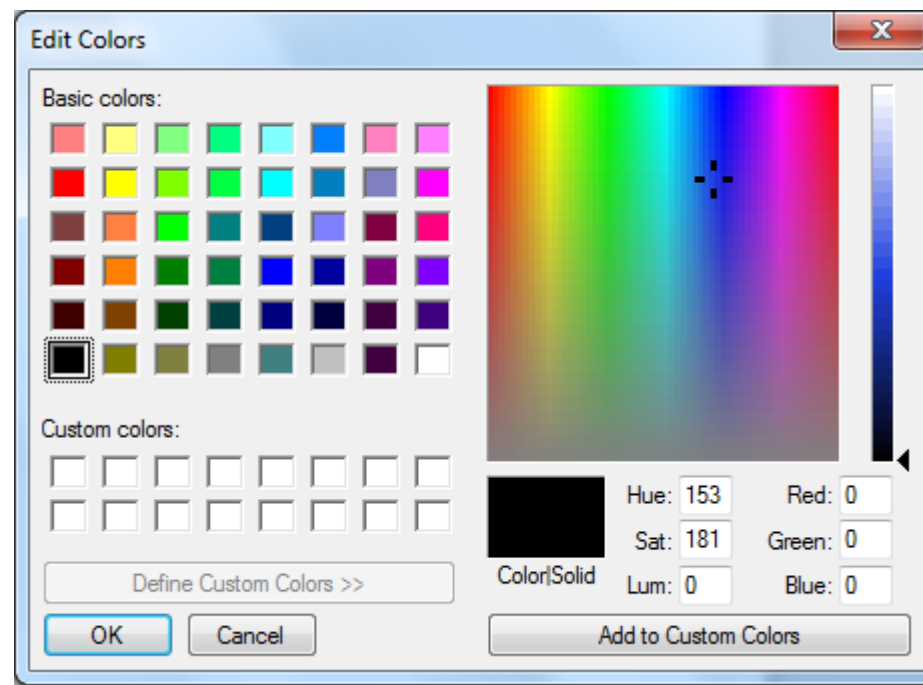 Edit Colors
Basic colors:
Custom colors:
Define Custom Colors >>
OK Cancel
Color|Solid
Hue: 153 Red: 0
Sat: 181 Green: 0
Lum: 0 Blue: 0
Add to Custom Colors